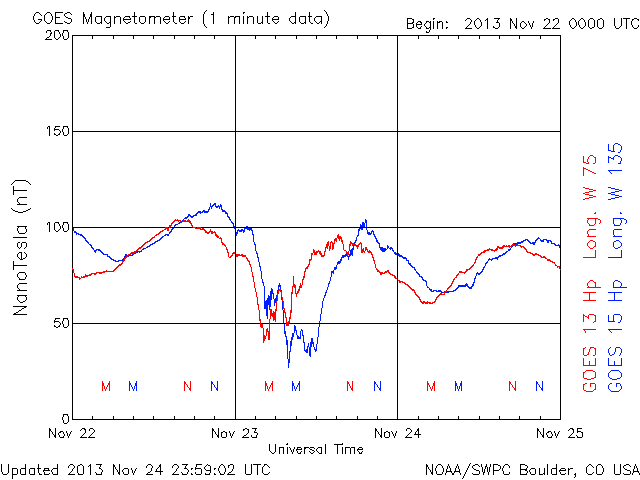 GOES Magnetometer (1 minute data)
Begin: 2013 Nov 22 0000 UTC
200
150
100
50
0
NanoTesla (nT)
M M N N M M N N M M N N
Nov 22 Nov 23 Nov 24 Nov 25
Universal Time
GOES 13 Hp Long. W 75
GOES 15 Hp Long. W 135
Updated 2013 Nov 24 23:59:02 UTC
NOAA/SWPC Boulder, CO USA